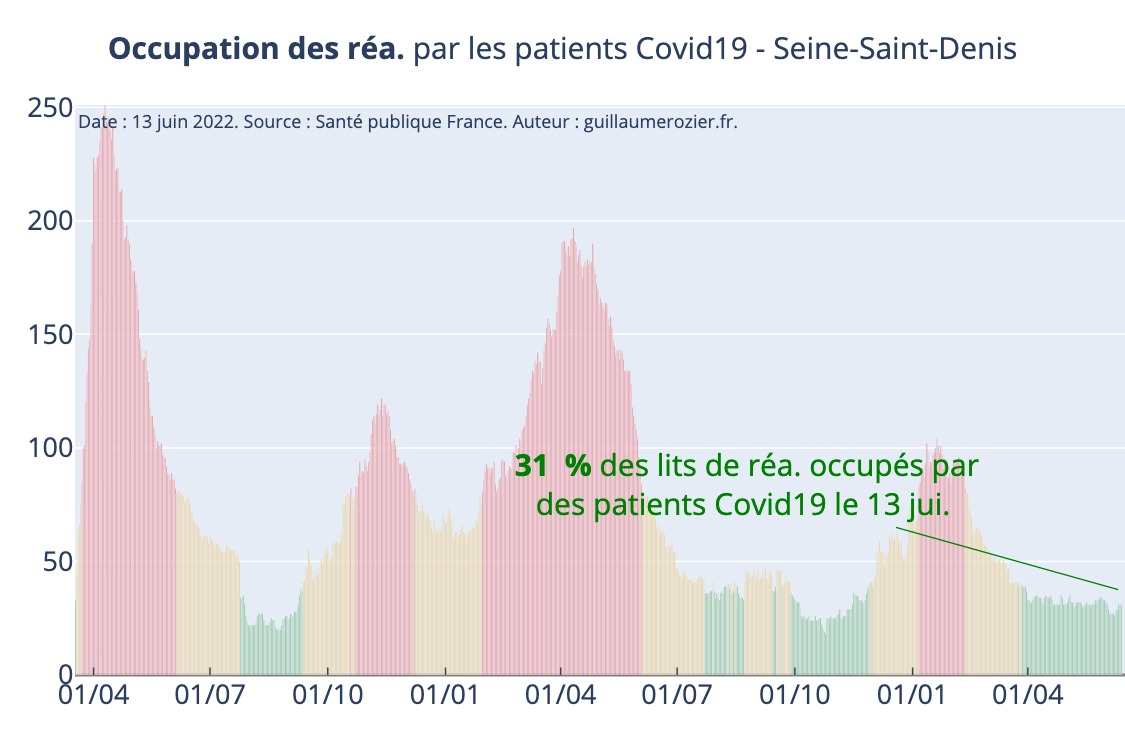 Occupation des réa. par les patients Covid19 - Seine-Saint-Denis
250
Date : 13 juin 2022. Source : Santé publique France. Auteur : guillaumerozier.fr.
200
150
100
31 % des lits de réa. occupés par
des patients Covid19 le 13 jui.
50
0
01/04 01/07 01/10 01/01 01/04 01/07 01/10 01/01 01/04